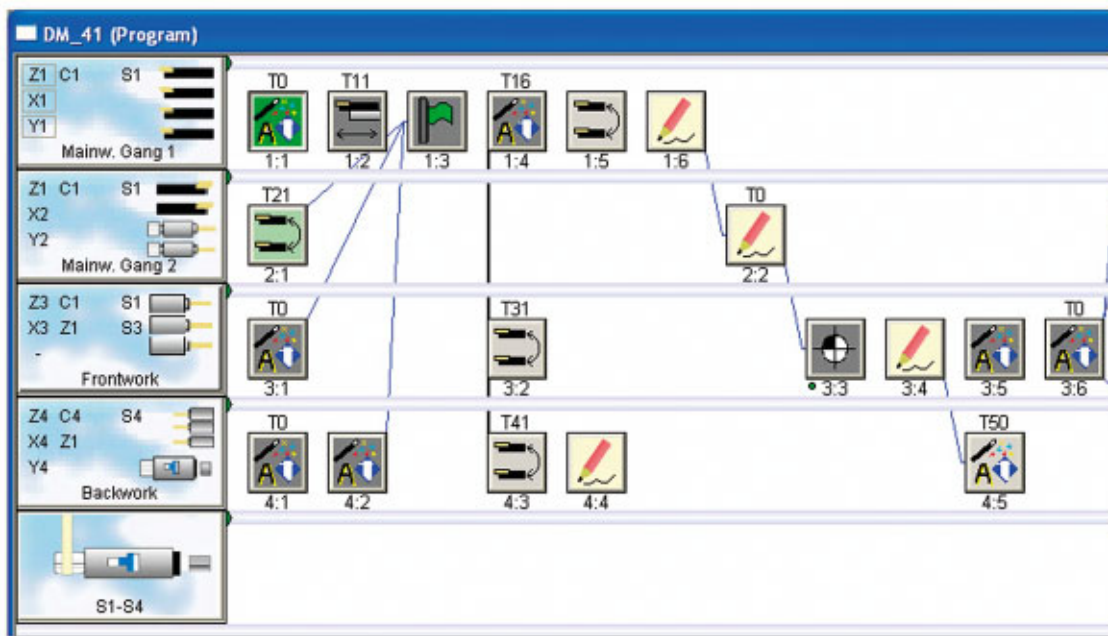 DM_41 (Program)
Z1 C1 S1
X1
Y1
Mainw. Gang 1
T0 T11 T16
1:1 1:2 1:3 1:4 1:5 1:6
Z1 C1 S1
X2
Y2
Mainw. Gang 2
T21 T0
2:1 2:2
Z3 C1 S1
X3 Z1 S3
-
Frontwork
T0 T31 T0
3:1 3:2 3:3 3:4 3:5 3:6
Z4 C4 S4
X4 Z1
Y4
Backwork
T0 T41 T50
4:1 4:2 4:3 4:4 4:5
S1-S4